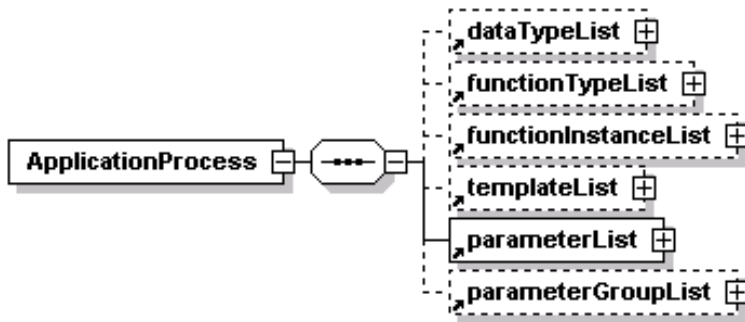 dataTypeList
functionTypeList
functionInstanceList
ApplicationProcess
templateList
parameterList
parameterGroupList